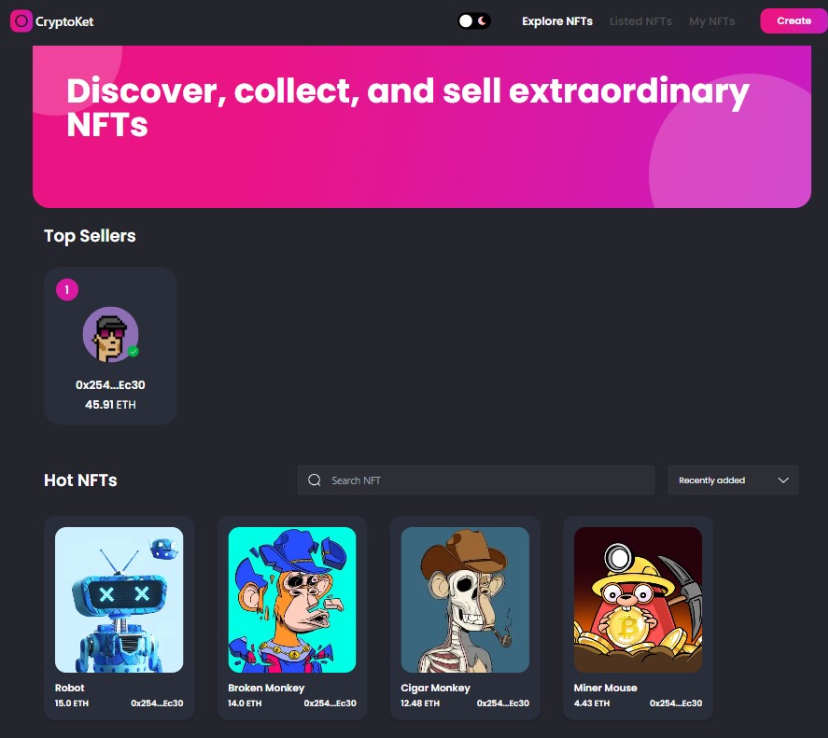 CryptoKet
Explore NFTs
Listed NFTs
My NFTs
Create
Discover, collect, and sell extraordinary
NFTs
Top Sellers
1
0x254...Ec30
45.91 ETH
Hot NFTs
Search NFT
Recently added
Robot
15.0 ETH 0x254...Ec30
Broken Monkey
14.0 ETH 0x254...Ec30
Cigar Monkey
12.48 ETH 0x254...Ec30
Miner Mouse
4.43 ETH 0x254...Ec30